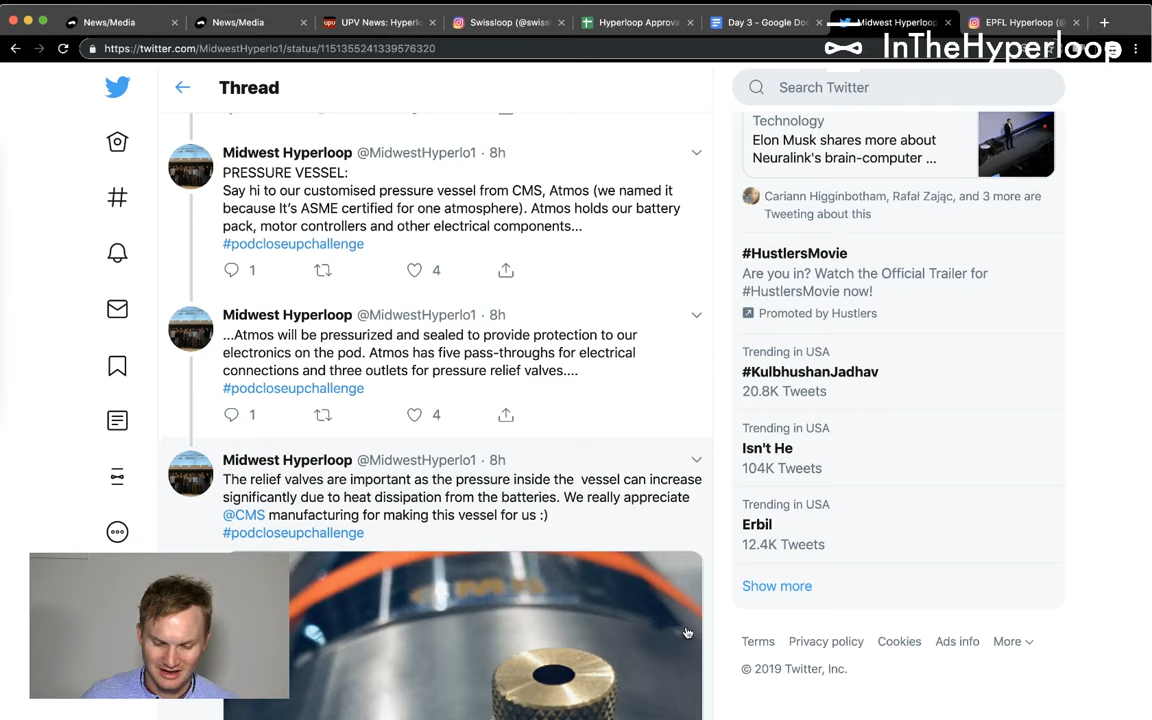 News/Media
News/Media
UPV News: Hyperl
Swissloop (@swiss
Hyperloop Approva
Day 3 - Google Doc
Midwest Hyperloop
EPFL Hyperloop (@
https://twitter.com/MidwestHyperlo1/status/1151355241339576320
InTheHyperloop
Thread
Midwest Hyperloop @MidwestHyperlo1 · 8h
PRESSURE VESSEL:
Say hi to our customised pressure vessel from CMS, Atmos (we named it
because It's ASME certified for one atmosphere). Atmos holds our battery
pack, motor controllers and other electrical components...
#podcloseupchallenge
1
4
Midwest Hyperloop @MidwestHyperlo1 · 8h
...Atmos will be pressurized and sealed to provide protection to our
electronics on the pod. Atmos has five pass-throughs for electrical
connections and three outlets for pressure relief valves....
#podcloseupchallenge
1
4
Midwest Hyperloop @MidwestHyperlo1 · 8h
The relief valves are important as the pressure inside the vessel can increase
significantly due to heat dissipation from the batteries. We really appreciate
@CMS manufacturing for making this vessel for us :)
#podcloseupchallenge
Search Twitter
Technology
Elon Musk shares more about
Neuralink's brain-computer ...
Cariann Higginbotham, Rafał Zając, and 3 more are
Tweeting about this
#HustlersMovie
Are you in? Watch the Official Trailer for
#HustlersMovie now!
Promoted by Hustlers
Trending in USA
#KulbhushanJadhav
20.8K Tweets
Trending in USA
Isn't He
104K Tweets
Trending in USA
Erbil
12.4K Tweets
Show more
Terms Privacy policy Cookies Ads info More
© 2019 Twitter, Inc.